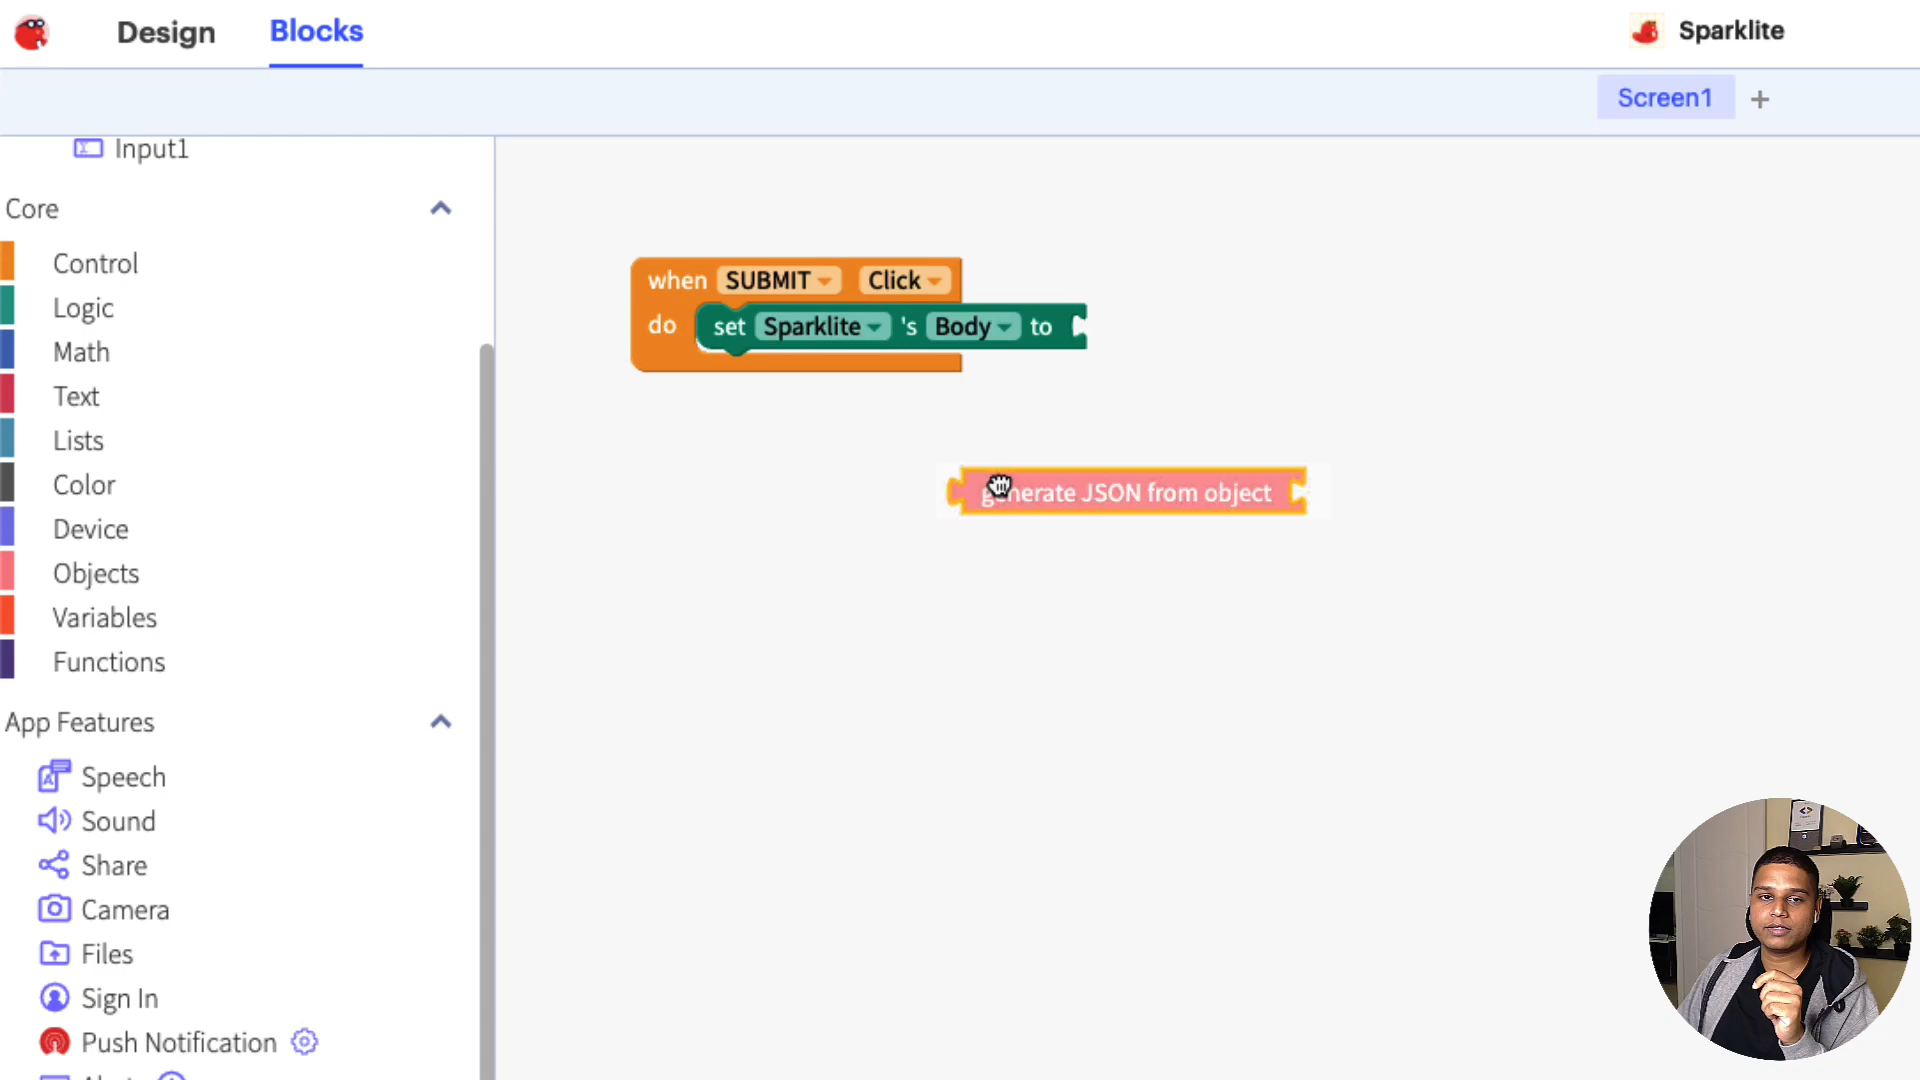 Design Blocks Sparklite
Screen1 +
Input1
Core
Control
Logic
Math
Text
Lists
Color
Device
Objects
Variables
Functions
App Features
Speech
Sound
Share
Camera
Files
Sign In
Push Notification
when SUBMIT Click
do set Sparklite 's Body to
generate JSON from object